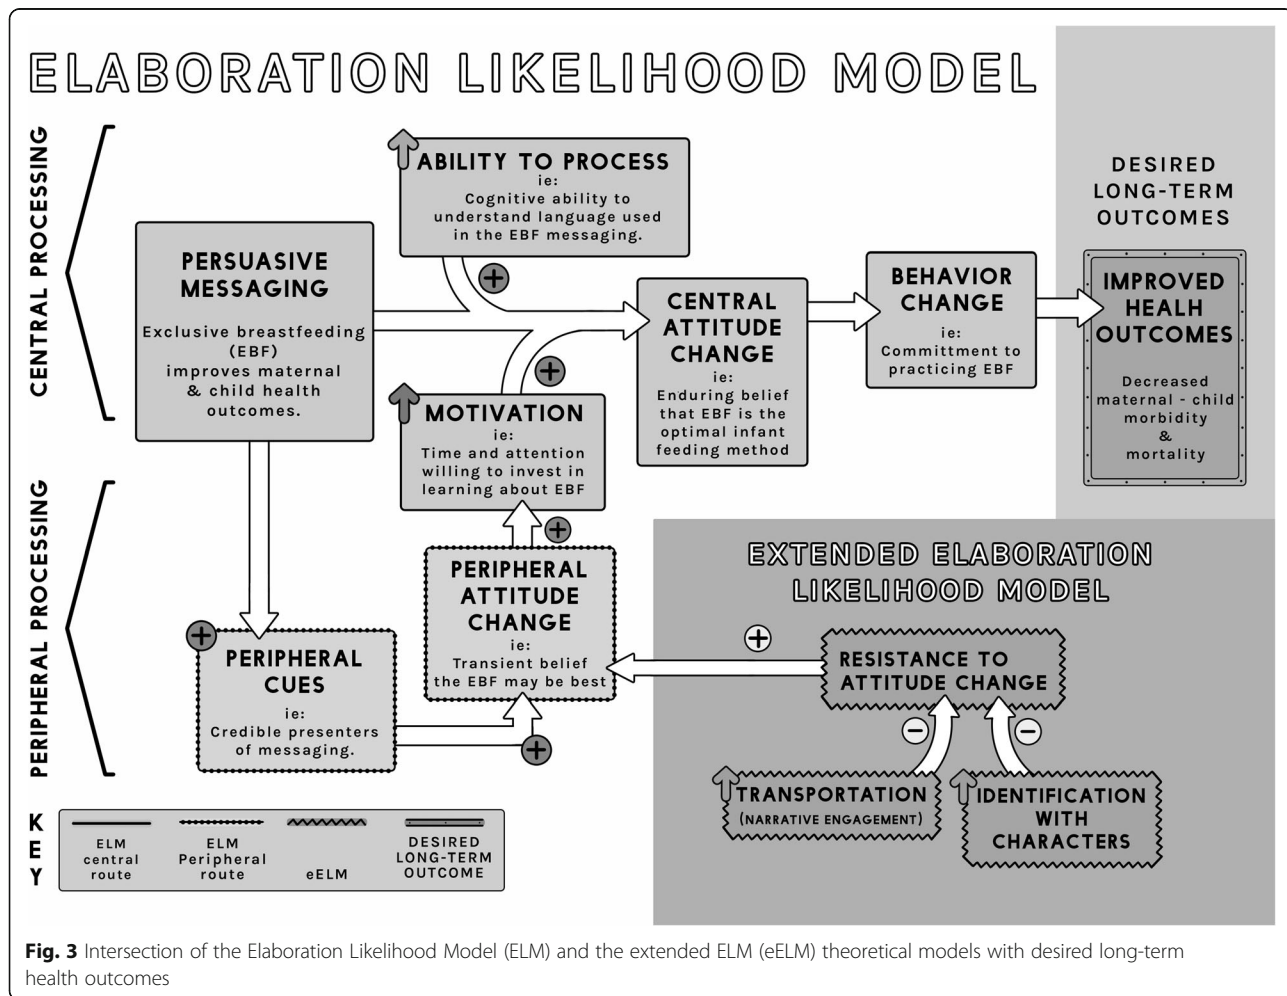 ELABORATION LIKELIHOOD MODEL
CENTRAL PROCESSING
PERSUASIVE
MESSAGING
Exclusive breastfeeding
(EBF)
improves maternal
& child health
outcomes.
ABILITY TO PROCESS
ie:
Cognitive ability to
understand language used
in the EBF messaging.
+
+
MOTIVATION
ie:
Time and attention
willing to invest in
learning about EBF
CENTRAL
ATTITUDE
CHANGE
ie:
Enduring belief
that EBF is the
optimal infant
feeding method
BEHAVIOR
CHANGE
ie:
Committment to
practicing EBF
DESIRED
LONG-TERM
OUTCOMES
IMPROVED
HEALH
OUTCOMES
Decreased
maternal - child
morbidity
&
mortality
PERIPHERAL PROCESSING
+
PERIPHERAL
CUES
ie:
Credible presenters
of messaging.
+
PERIPHERAL
ATTITUDE
CHANGE
ie:
Transient belief
the EBF may be best
+
EXTENDED ELABORATION
LIKELIHOOD MODEL
+
RESISTANCE TO
ATTITUDE CHANGE
−
−
TRANSPORTATION
(NARRATIVE ENGAGEMENT)
IDENTIFICATION
WITH
CHARACTERS
KEY
ELM
central
route
ELM
Peripheral
route
eELM
DESIRED
LONG-TERM
OUTCOME
Fig. 3 Intersection of the Elaboration Likelihood Model (ELM) and the extended ELM (eELM) theoretical models with desired long-term
health outcomes